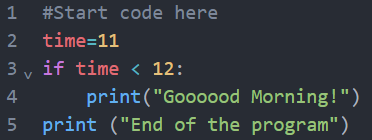 1 #Start code here
2 time=11
3 if time < 12:
4 print("Goooood Morning!")
5 print ("End of the program")